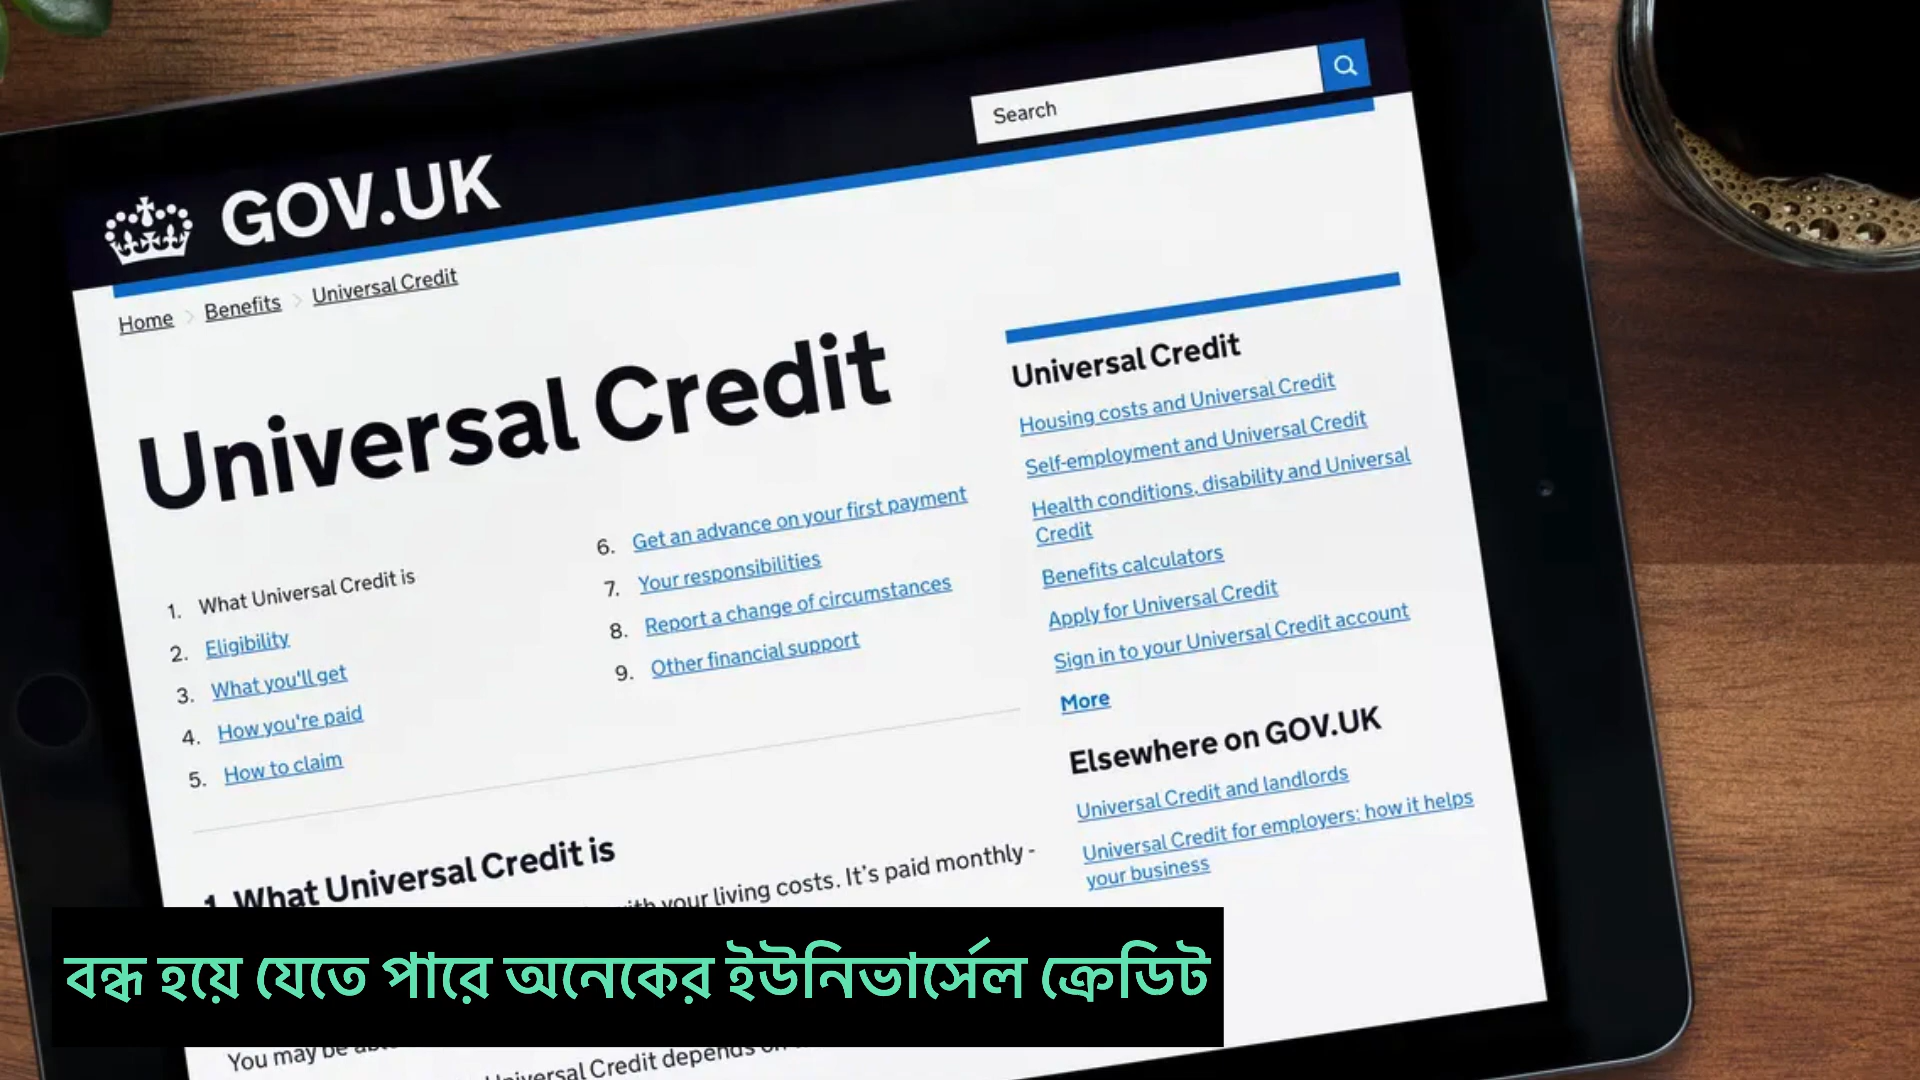 Search
GOV.UK
Home > Benefits > Universal Credit
Universal Credit
1. What Universal Credit is
2. Eligibility
3. What you'll get
4. How you're paid
5. How to claim
6. Get an advance on your first payment
7. Your responsibilities
8. Report a change of circumstances
9. Other financial support
1. What Universal Credit is
with your living costs. It's paid monthly -
You may be able
Universal Credit depends on
Universal Credit
Housing costs and Universal Credit
Self-employment and Universal Credit
Health conditions, disability and Universal
Credit
Benefits calculators
Apply for Universal Credit
Sign in to your Universal Credit account
More
Elsewhere on GOV.UK
Universal Credit and landlords
Universal Credit for employers: how it helps
your business
বন্ধ হয়ে যেতে পারে অনেকের ইউনিভার্সেল ক্রেডিট